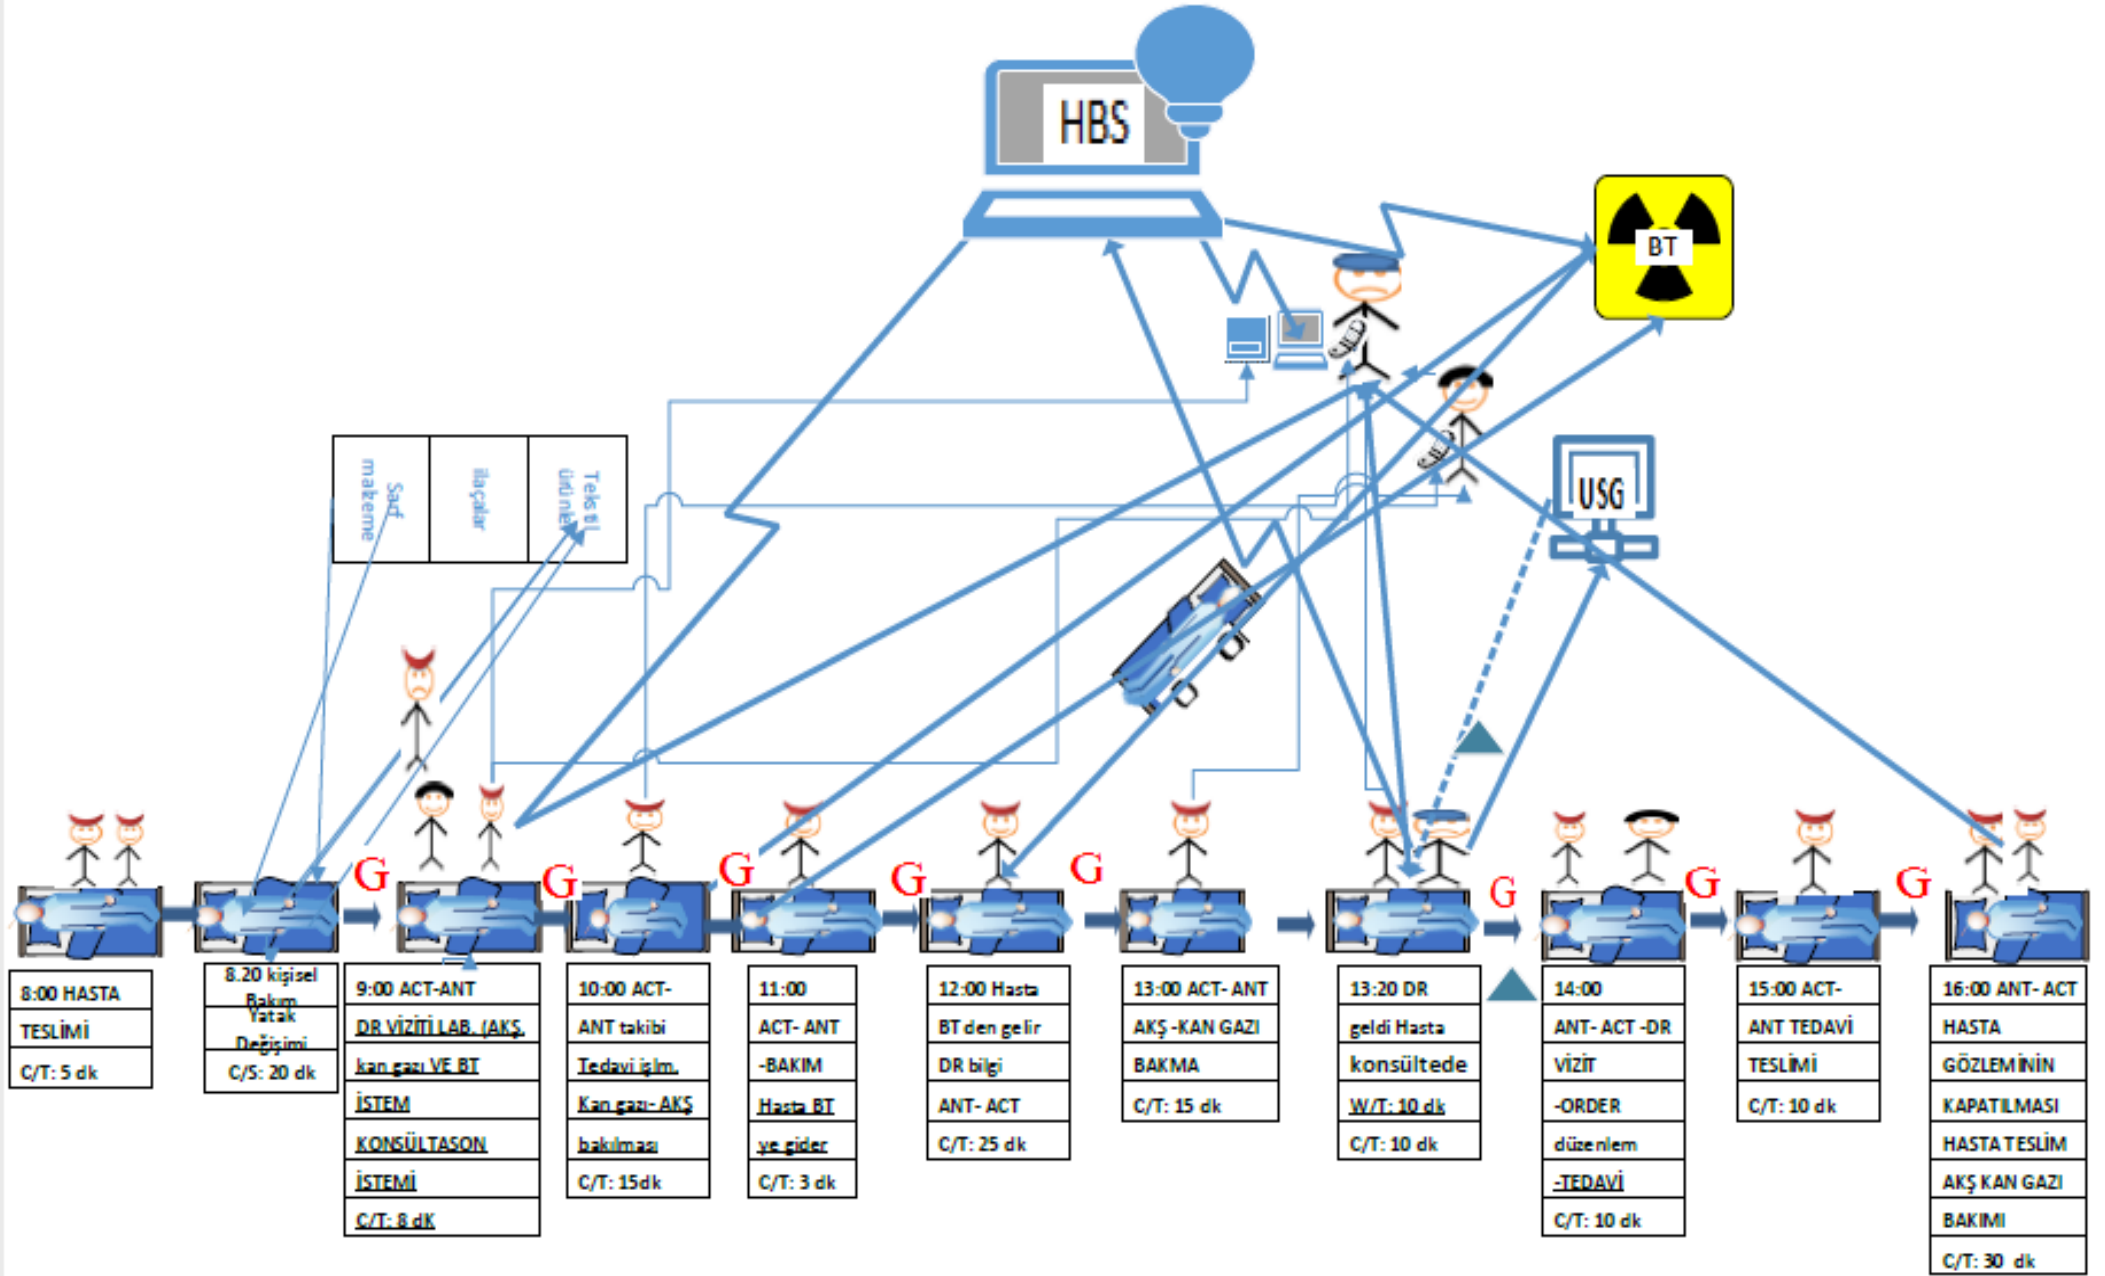 HBS
BT
Sarf
malzeme
ilaçalar
Tekstil
ürünler
USG
G
G
G
G
G
G
G
G
8:00 HASTA
TESLİMİ
C/T: 5 dk
8.20 kişisel
Bakım
Yatak
Değişimi
C/S: 20 dk
9:00 ACT-ANT
DR VİZİTİ LAB. (AKŞ.
kan gazı VE BT
İSTEM
KONSÜLTASON
İSTEMİ
C/T: 8 dK
10:00 ACT-
ANT takibi
Tedavi işlm.
Kan gazı- AKŞ
bakılması
C/T: 15dk
11:00
ACT- ANT
-BAKIM
Hasta BT
ye gider
C/T: 3 dk
12:00 Hasta
BT den gelir
DR bilgi
ANT- ACT
C/T: 25 dk
13:00 ACT- ANT
AKŞ -KAN GAZI
BAKMA
C/T: 15 dk
13:20 DR
geldi Hasta
konsültede
W/T: 10 dk
C/T: 10 dk
14:00
ANT- ACT -DR
VİZİT
-ORDER
düzenlem
-TEDAVİ
C/T: 10 dk
15:00 ACT-
ANT TEDAVİ
TESLİMİ
C/T: 10 dk
16:00 ANT- ACT
HASTA
GÖZLEMİNİN
KAPATILMASI
HASTA TESLİM
AKŞ KAN GAZI
BAKIMI
C/T: 30 dk